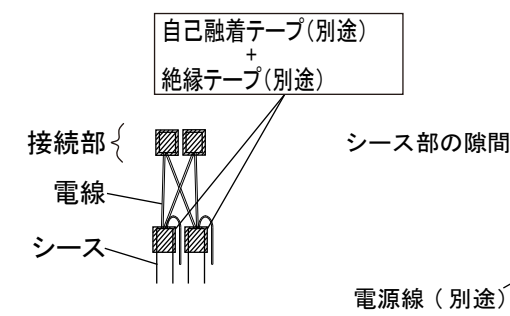 自己融着テープ(別途)
+
絶縁テープ(別途)
接続部
シース部の隙間
電線
シース
電源線（別途）